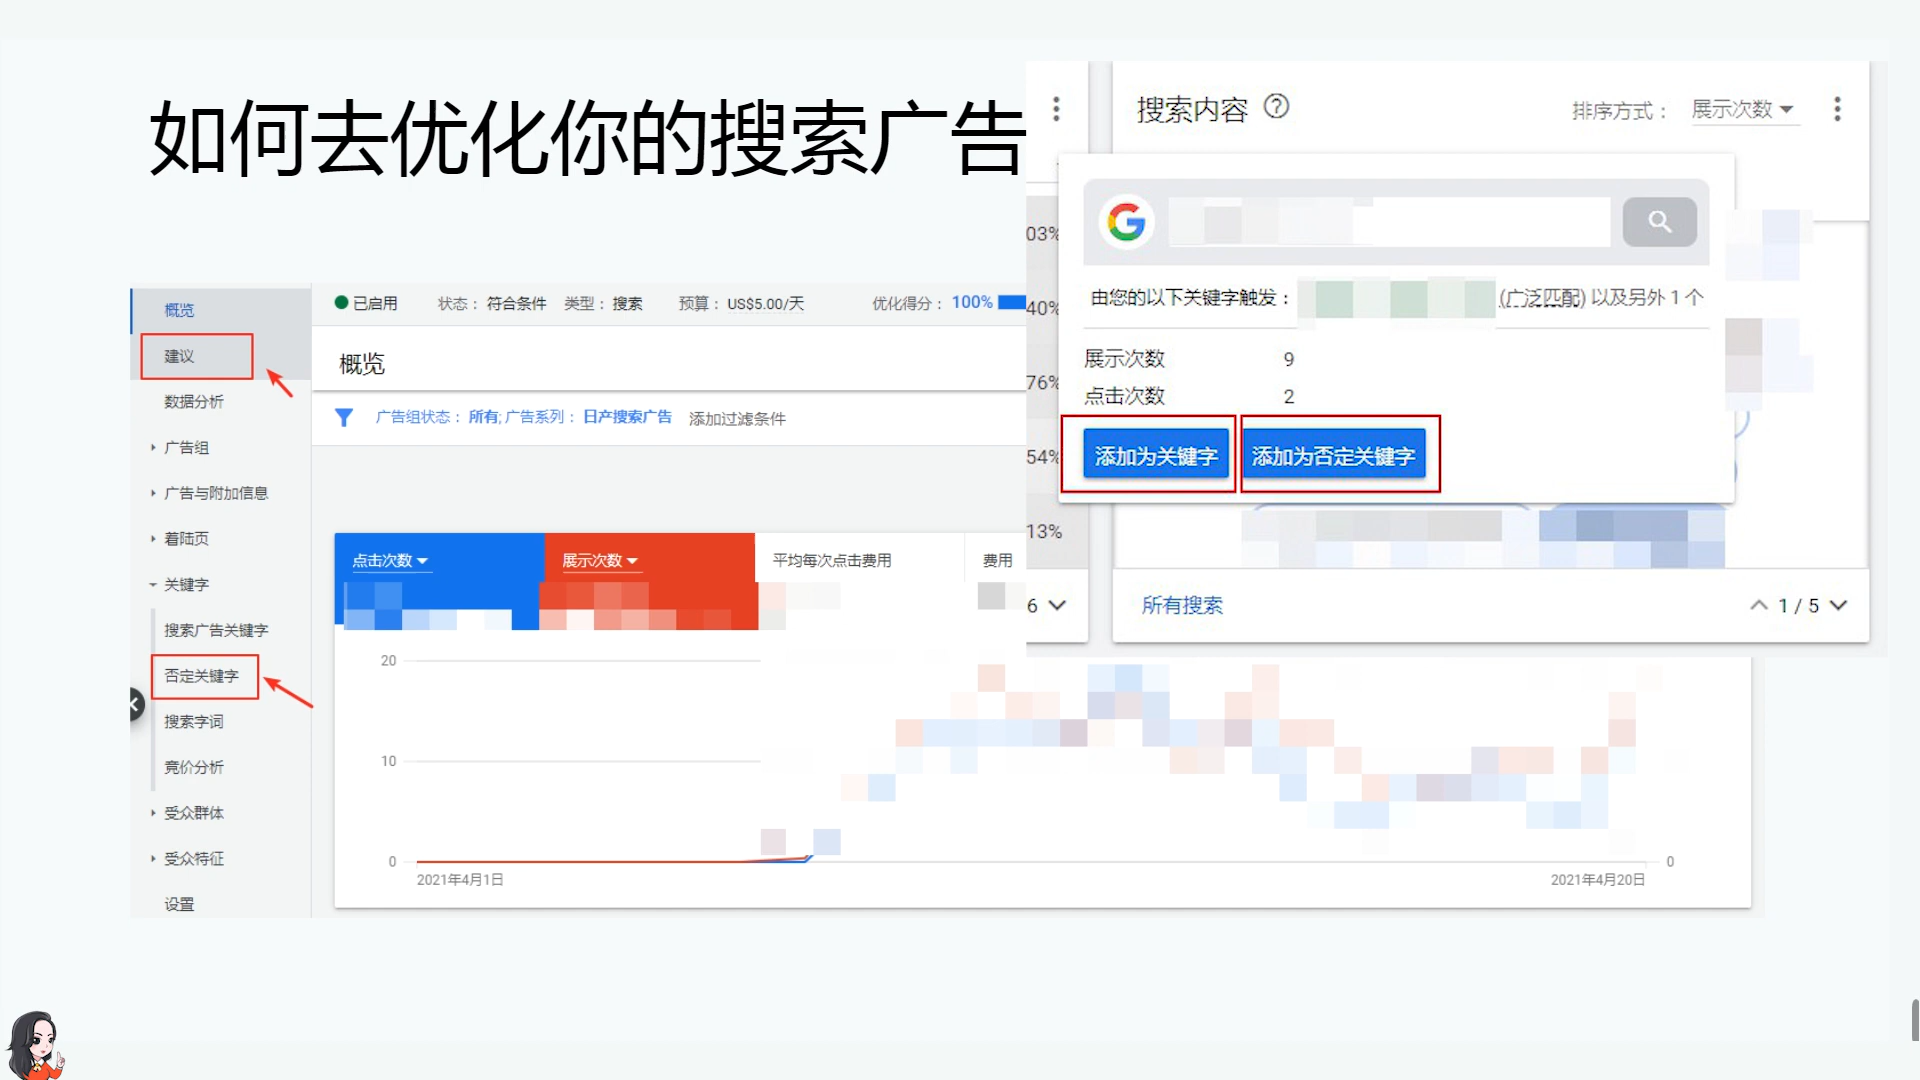 如何去优化你的搜索广告
概览
建议
数据分析
广告组
广告与附加信息
着陆页
关键字
搜索广告关键字
否定关键字
搜索字词
竞价分析
受众群体
受众特征
设置
已启用 状态： 符合条件 类型： 搜索 预算： US$5.00/天 优化得分： 100%
概览
广告组状态： 所有; 广告系列： 日产搜索广告 添加过滤条件
点击次数 展示次数 平均每次点击费用 费用
20
10
0 0
2021年4月1日 2021年4月20日
03%
40%
76%
54%
13%
6
搜索内容 排序方式： 展示次数
由您的以下关键字触发： (广泛匹配) 以及另外 1 个
展示次数 9
点击次数 2
添加为关键字 添加为否定关键字
所有搜索 1 / 5